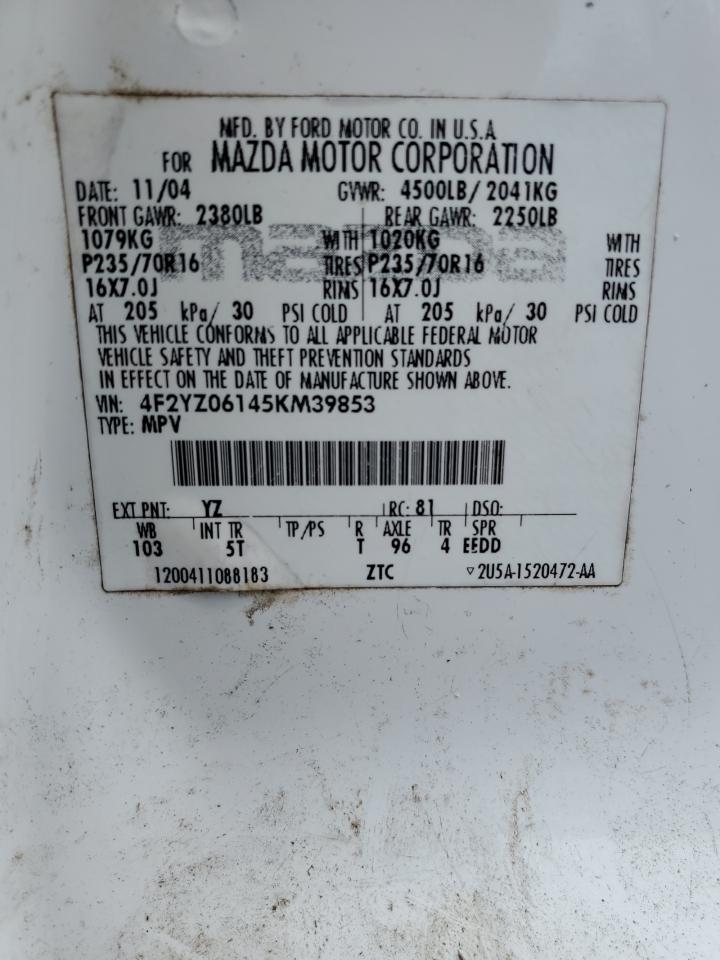 MFD. BY FORD MOTOR CO. IN U.S.A.
FOR MAZDA MOTOR CORPORATION
DATE: 11/04 GVWR: 4500LB/ 2041KG
FRONT GAWR: 2380LB REAR GAWR: 2250LB
1079KG WITH 1020KG WITH
P235/70R16 TIRES P235/70R16 TIRES
16X7.0J RIMS 16X7.0J RIMS
AT 205 kPa/ 30 PSI COLD AT 205 kPa/ 30 PSI COLD
mazda
THIS VEHICLE CONFORMS TO ALL APPLICABLE FEDERAL MOTOR
VEHICLE SAFETY AND THEFT PREVENTION STANDARDS
IN EFFECT ON THE DATE OF MANUFACTURE SHOWN ABOVE.
VIN: 4F2YZ06145KM39853
TYPE: MPV
EXT PNT: YZ RC: 81 DSO:
WB INT TR TP/PS R AXLE TR SPR
103 5T T 96 4 EEDD
1200411088183 ZTC ▽2U5A-1520472-AA